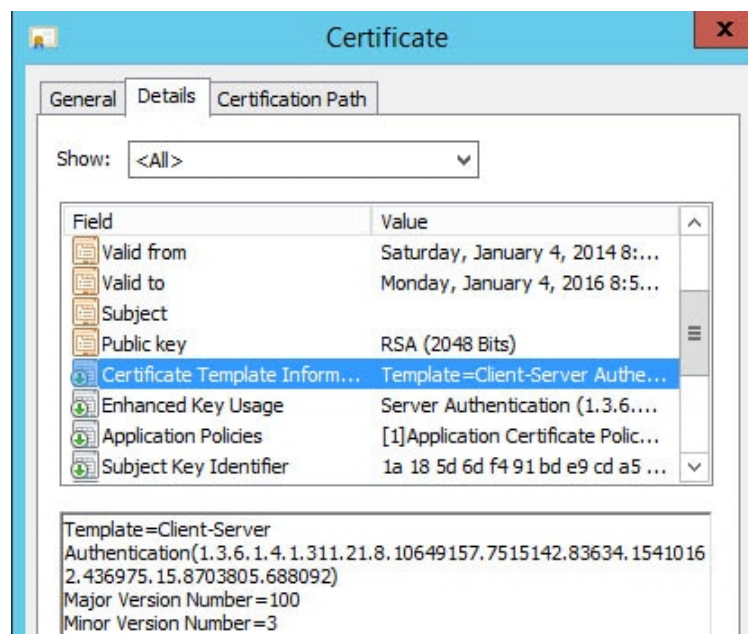 Certificate
x
General Details Certification Path
Show: <All>
Field Value
Valid from Saturday, January 4, 2014 8:...
Valid to Monday, January 4, 2016 8:5...
Subject
Public key RSA (2048 Bits)
Certificate Template Inform... Template=Client-Server Authe...
Enhanced Key Usage Server Authentication (1.3.6....
Application Policies [1]Application Certificate Polic...
Subject Key Identifier 1a 18 5d 6d f4 91 bd e9 cd a5 ...
Template=Client-Server
Authentication(1.3.6.1.4.1.311.21.8.10649157.7515142.83634.1541016
2.436975.15.8703805.688092)
Major Version Number=100
Minor Version Number=3